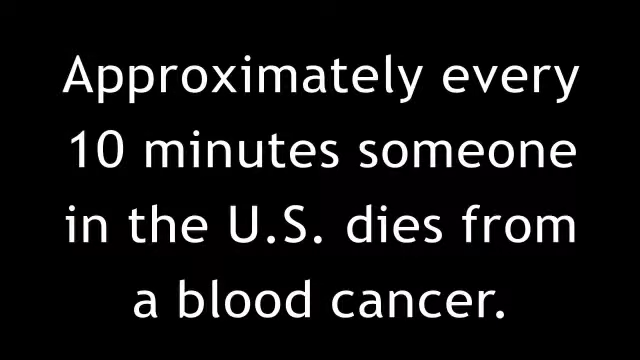 Approximately every
10 minutes someone
in the U.S. dies from
a blood cancer.